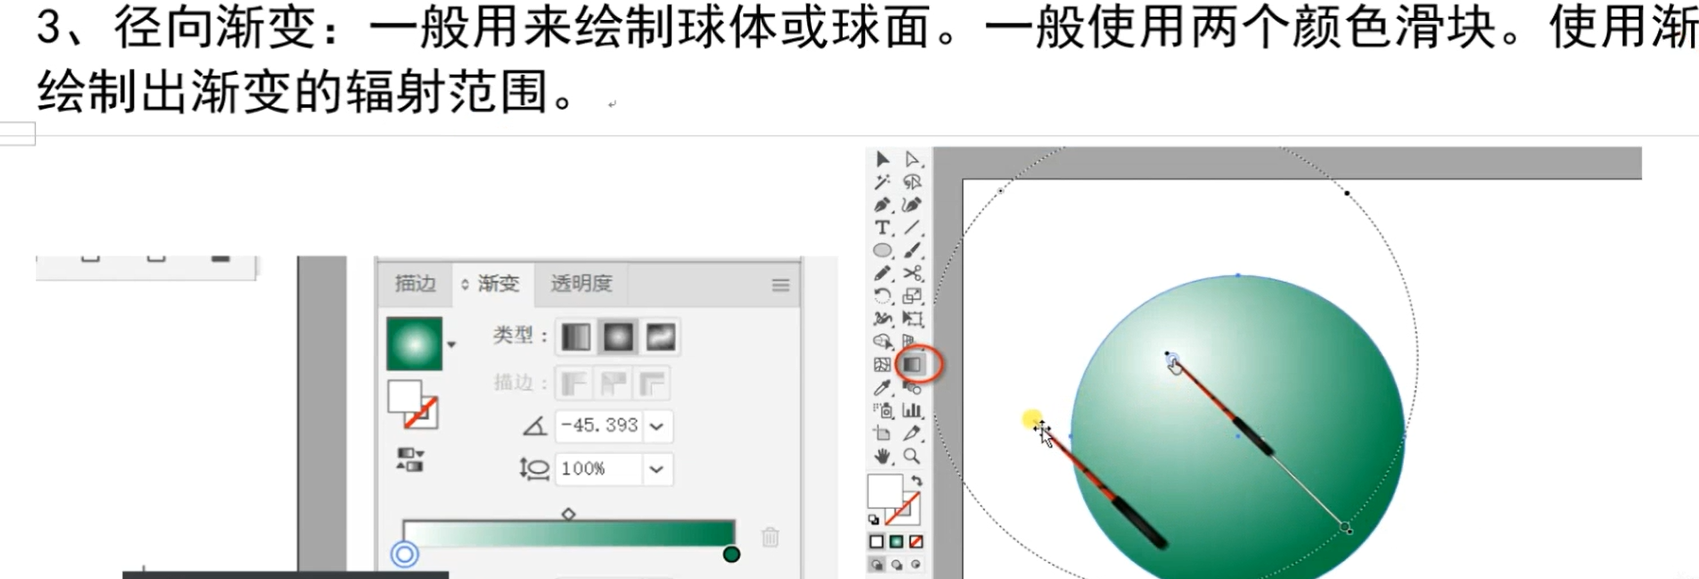 3、径向渐变：一般用来绘制球体或球面。一般使用两个颜色滑块。使用渐
绘制出渐变的辐射范围。
描边 渐变 透明度
类型：
描边：
-45.393
100%